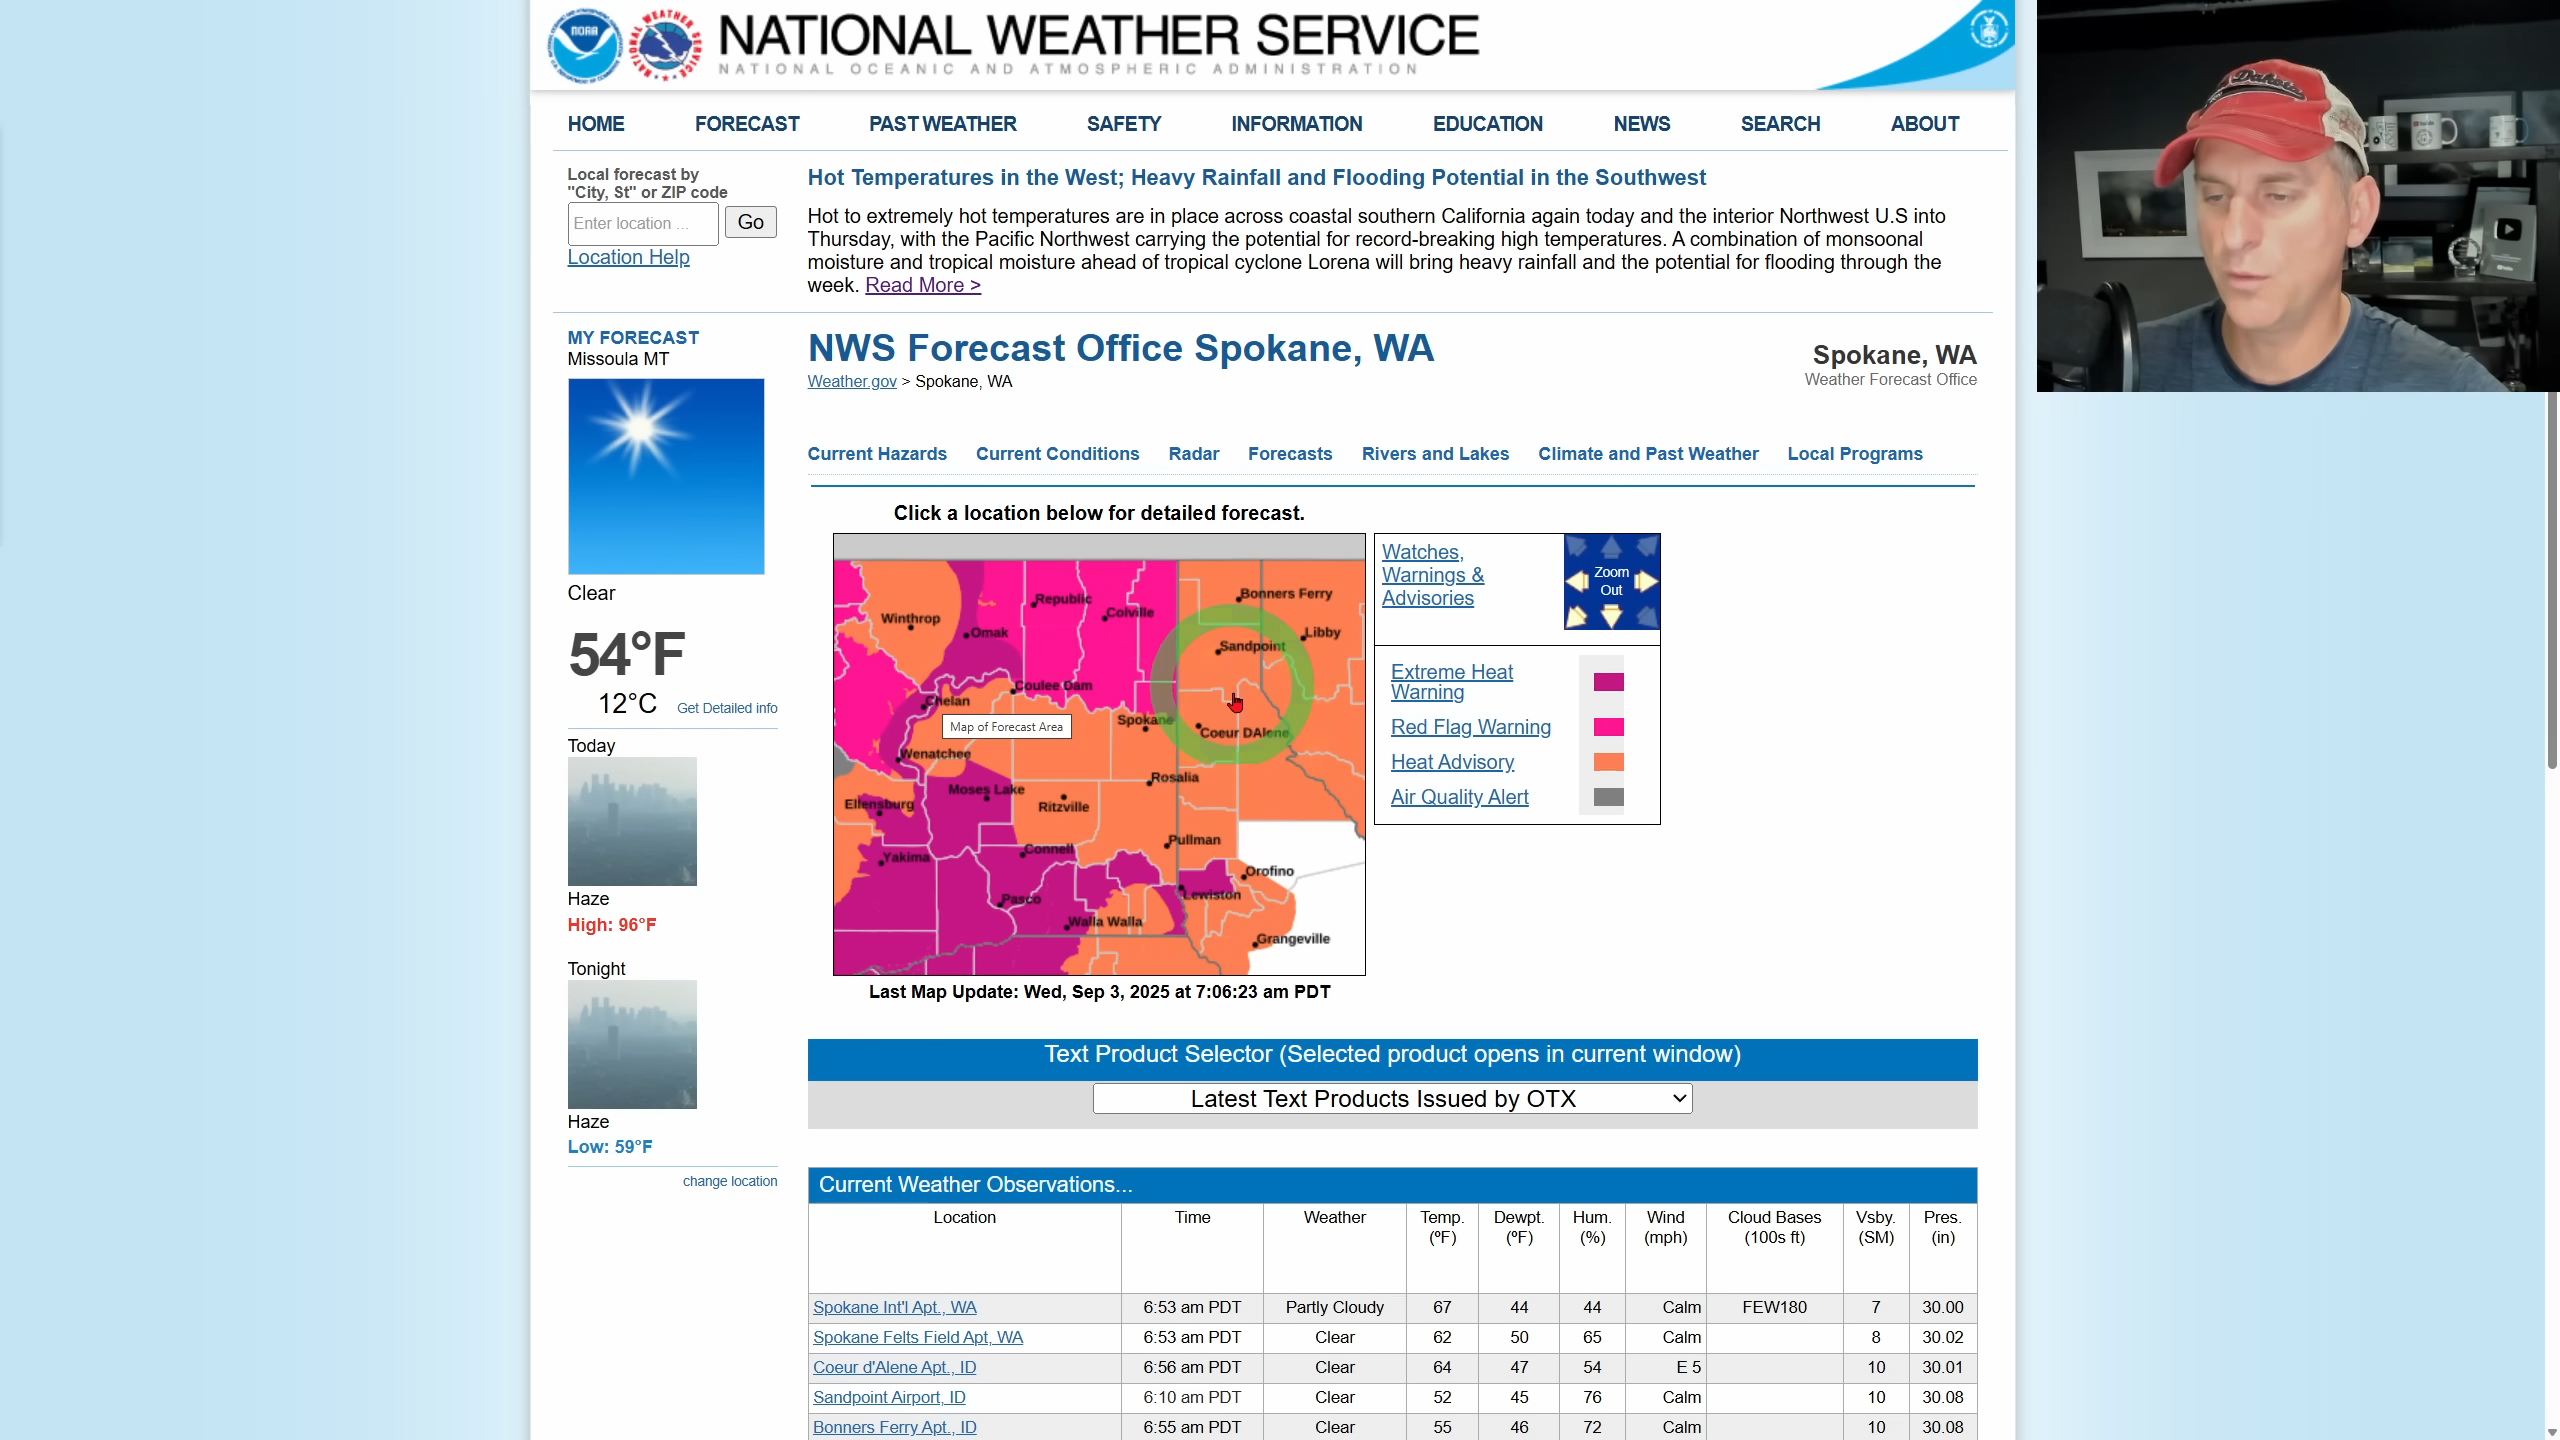 NATIONAL WEATHER SERVICE
NATIONAL OCEANIC AND ATMOSPHERIC ADMINISTRATION
HOME FORECAST PAST WEATHER SAFETY INFORMATION EDUCATION NEWS SEARCH ABOUT
Local forecast by
"City, St" or ZIP code
Enter location ...
Go
Location Help
Hot Temperatures in the West; Heavy Rainfall and Flooding Potential in the Southwest
Hot to extremely hot temperatures are in place across coastal southern California again today and the interior Northwest U.S into
Thursday, with the Pacific Northwest carrying the potential for record-breaking high temperatures. A combination of monsoonal
moisture and tropical moisture ahead of tropical cyclone Lorena will bring heavy rainfall and the potential for flooding through the
week. Read More >
MY FORECAST
Missoula MT
Clear
54°F
12°C
Get Detailed info
Today
Haze
High: 96°F
Tonight
Haze
Low: 59°F
change location
NWS Forecast Office Spokane, WA
Weather.gov > Spokane, WA
Spokane, WA
Weather Forecast Office
Current Hazards Current Conditions Radar Forecasts Rivers and Lakes Climate and Past Weather Local Programs
Click a location below for detailed forecast.
Bonners Ferry
Republic
Colville
Winthrop
Omak
Libby
Sandpoint
Coulee Dam
Chelan
Spokane
Map of Forecast Area
Coeur DAlene
Wenatchee
Rosalia
Moses Lake
Ellensburg
Ritzville
Pullman
Connell
Yakima
Orofino
Lewiston
Pasco
Walla Walla
Grangeville
Watches,
Warnings &
Advisories
Zoom
Out
Extreme Heat
Warning
Red Flag Warning
Heat Advisory
Air Quality Alert
Last Map Update: Wed, Sep 3, 2025 at 7:06:23 am PDT
Text Product Selector (Selected product opens in current window)
Latest Text Products Issued by OTX
Current Weather Observations...
Location Time Weather Temp. (ºF) Dewpt. (ºF) Hum. (%) Wind (mph) Cloud Bases (100s ft) Vsby. (SM) Pres. (in)
Spokane Int'l Apt., WA 6:53 am PDT Partly Cloudy 67 44 44 Calm FEW180 7 30.00
Spokane Felts Field Apt, WA 6:53 am PDT Clear 62 50 65 Calm 8 30.02
Coeur d'Alene Apt., ID 6:56 am PDT Clear 64 47 54 E 5 10 30.01
Sandpoint Airport, ID 6:10 am PDT Clear 52 45 76 Calm 10 30.08
Bonners Ferry Apt., ID 6:55 am PDT Clear 55 46 72 Calm 10 30.08